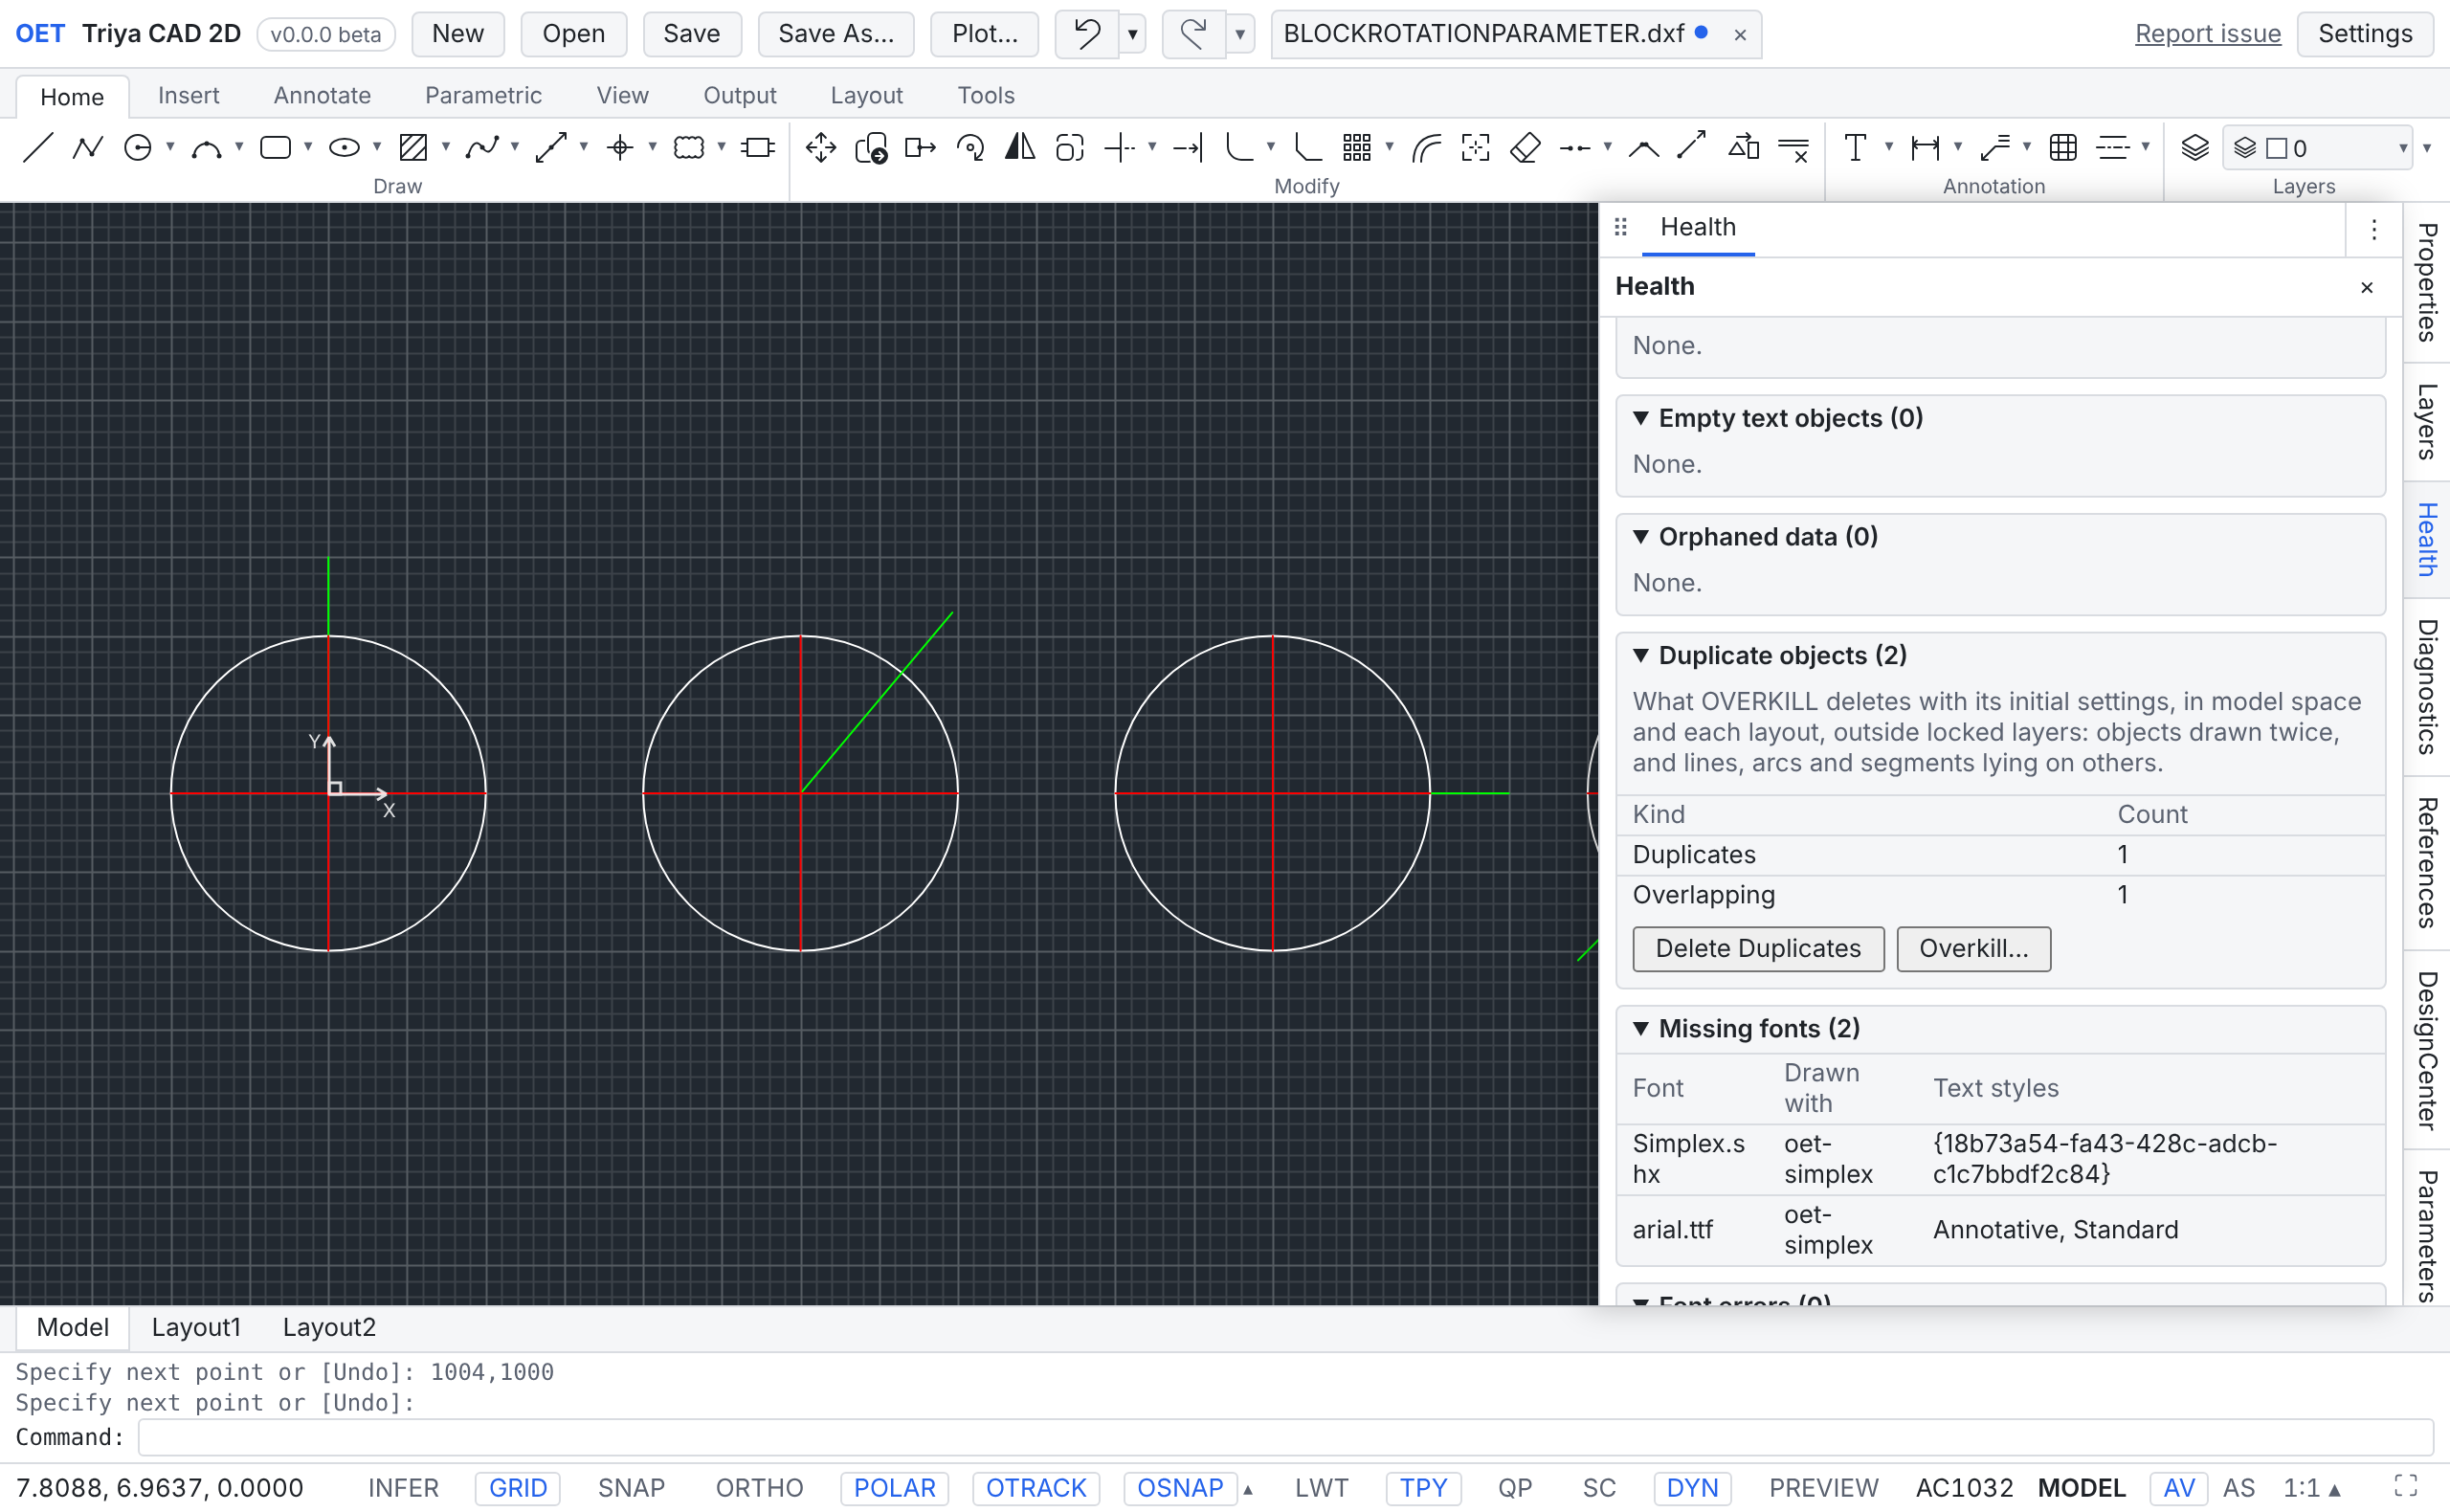 OET Triya CAD 2D v0.0.0 beta New Open Save Save As... Plot... BLOCKROTATIONPARAMETER.dxf × Report issue Settings
Home Insert Annotate Parametric View Output Layout Tools
0
Draw Modify Annotation Layers
Health
Health ×
None.
Empty text objects (0)
None.
Orphaned data (0)
None.
Duplicate objects (2)
What OVERKILL deletes with its initial settings, in model space
and each layout, outside locked layers: objects drawn twice,
and lines, arcs and segments lying on others.
Kind Count
Duplicates 1
Overlapping 1
Delete Duplicates Overkill...
Missing fonts (2)
Font Drawn with Text styles
Simplex.s
hx
oet-
simplex
{18b73a54-fa43-428c-adcb-
c1c7bbdf2c84}
arial.ttf
oet-
simplex
Annotative, Standard
Font errors (0)
Properties
Layers
Health
Diagnostics
References
DesignCenter
Parameters
Y
X
Model Layout1 Layout2
Specify next point or [Undo]: 1004,1000
Specify next point or [Undo]:
Command:
7.8088, 6.9637, 0.0000 INFER GRID SNAP ORTHO POLAR OTRACK OSNAP LWT TPY QP SC DYN PREVIEW AC1032 MODEL AV AS 1:1